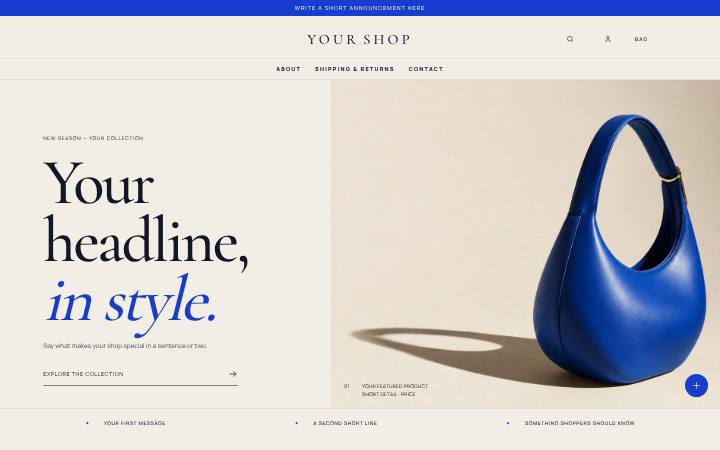 WRITE A SHORT ANNOUNCEMENT HERE
YOUR SHOP
BAG
ABOUT SHIPPING & RETURNS CONTACT
NEW SEASON — YOUR COLLECTION
Your
headline,
in style.
Say what makes your shop special in a sentence or two.
EXPLORE THE COLLECTION
01 YOUR FEATURED PRODUCT
SHORT DETAIL · PRICE
YOUR FIRST MESSAGE
A SECOND SHORT LINE
SOMETHING SHOPPERS SHOULD KNOW